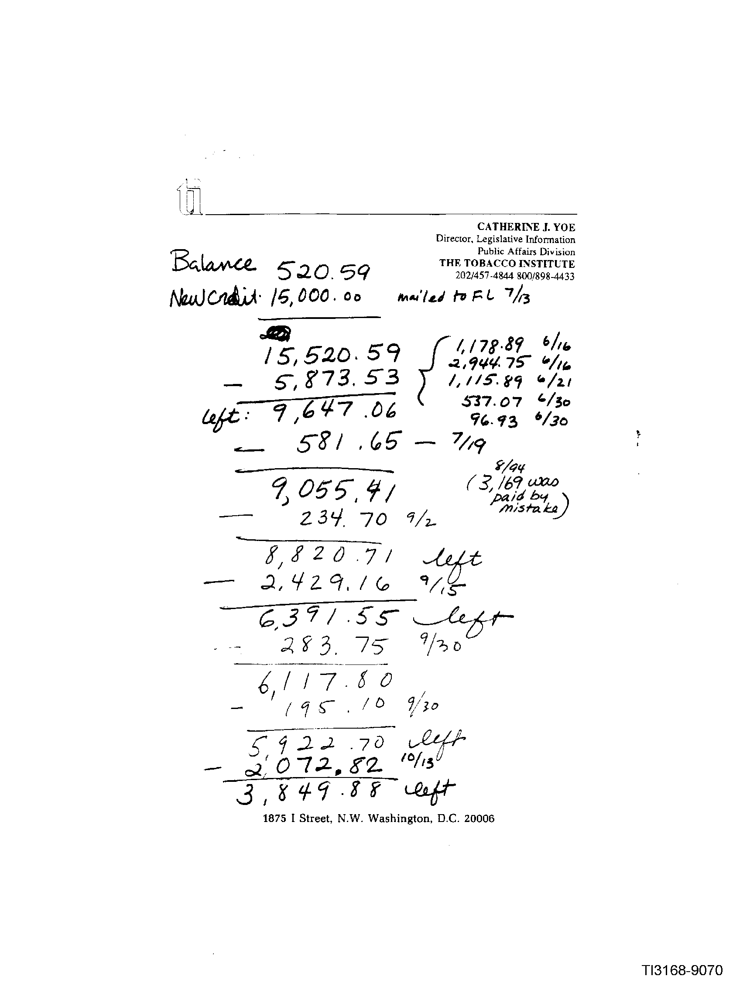 ti
CATHERINE J. YOE
Director, Legislative Information
Public Affairs Division
THE TOBACCO INSTITUTE
202/457-4844 800/898-4433
Balance 520.59
New Credit: 15,000.00 mailed to FL 7/13
15,520.59 { 1,178.89 6/16
2,944.75 6/16
- 5,873.53 } 1,115.89 6/21
537.07 6/30
left: 9,647.06 96.93 6/30
- 581.65 - 7/19
8/94
9,055.41 (3,169 was
paid by
mistake)
- 234.70 9/2
8,820.71 left
- 2,429.16 9/15
6,391.55 left
- 283.75 9/30
6,117.80
- 195.10 9/30
5,922.70 left
- 2,072.82 10/13
3,849.88 left
1875 I Street, N.W. Washington, D.C. 20006
TI3168-9070